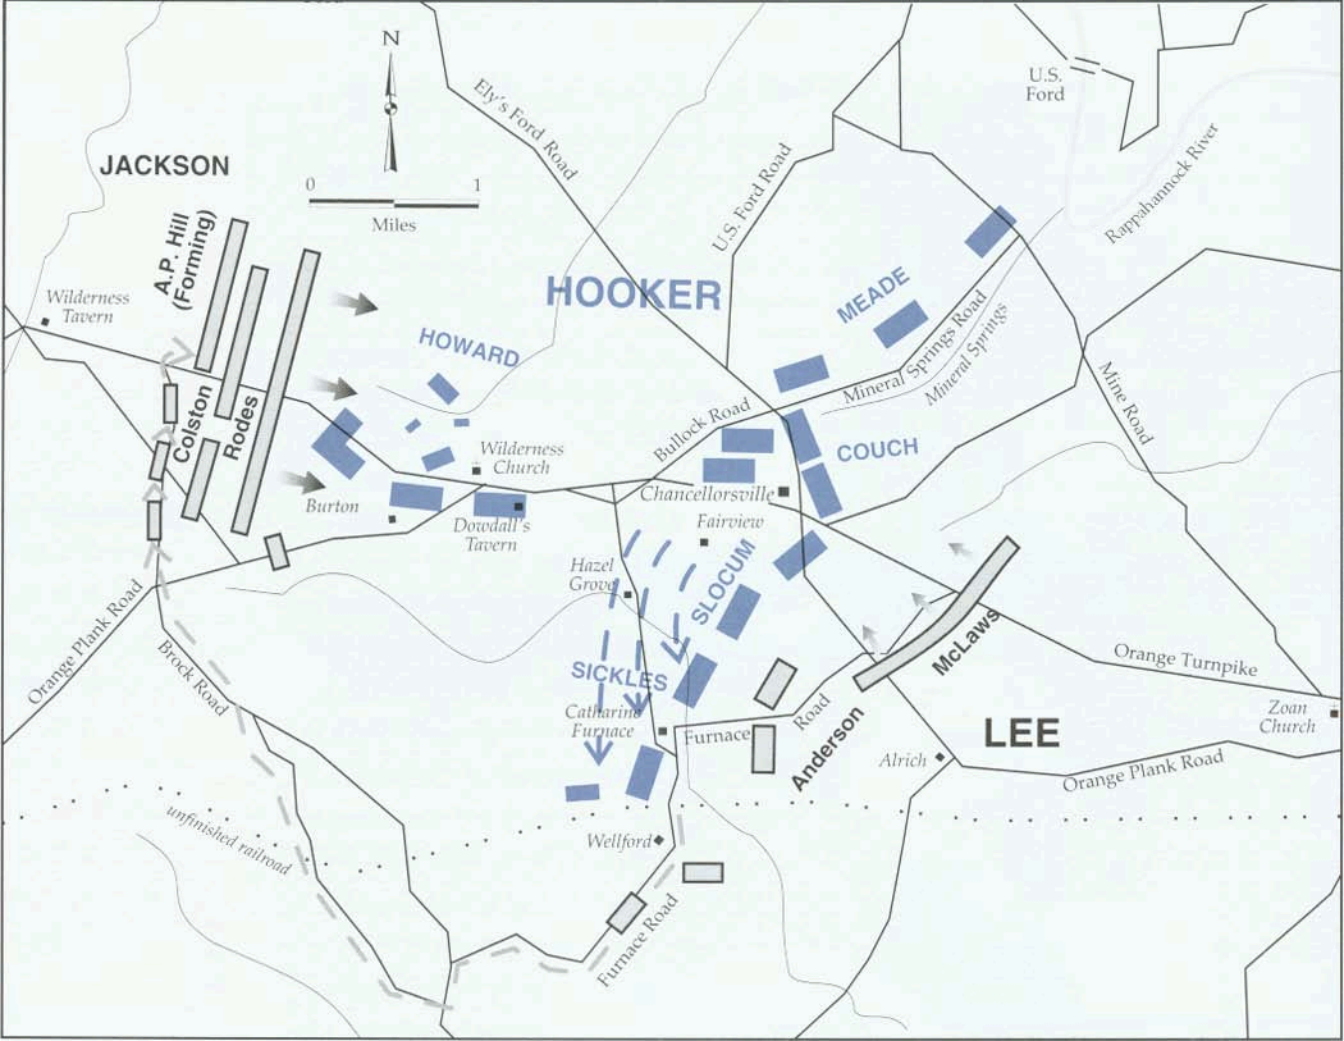 N
0 1
Miles
JACKSON
A.P. Hill
(Forming)
Wilderness
Tavern
Colston
Rodes
Ely's Ford Road
U.S. Ford Road
U.S.
Ford
Rappahannock River
HOOKER
HOWARD
MEADE
Mineral Springs Road
Mineral Springs
Mine Road
Bullock Road
COUCH
Wilderness
Church
Burton
Dowdall's
Tavern
Chancellorsville
Fairview
Hazel
Grove
SLOCUM
SICKLES
Catharine
Furnace
Furnace Road
Anderson
McLaws
LEE
Alrich
Orange Turnpike
Zoan
Church
Orange Plank Road
Orange Plank Road
Brock Road
unfinished railroad
Wellford
Furnace Road